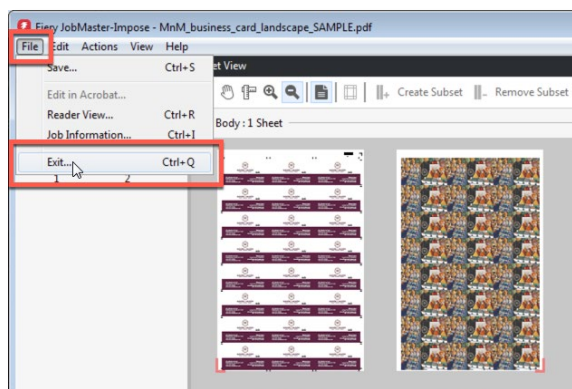 Fiery JobMaster-Impose - MnM_business_card_landscape_SAMPLE.pdf
File Edit Actions View Help
Save... Ctrl+S
et View
Edit in Acrobat...
Create Subset Remove Subset
Reader View... Ctrl+R
Job Information... Ctrl+I
Body : 1 Sheet
Exit... Ctrl+Q
1 2